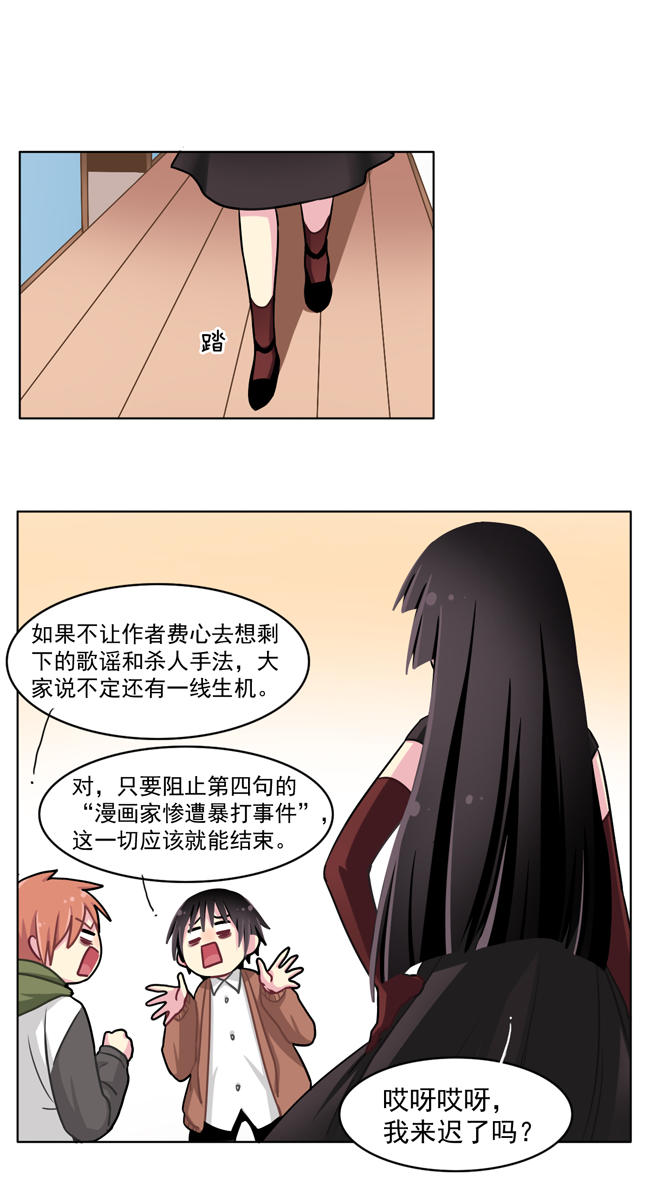 踏
如果不让作者费心去想剩
下的歌谣和杀人手法，大
家说不定还有一线生机。
对，只要阻止第四句的
“漫画家惨遭暴打事件”，
这一切应该就能结束。
哎呀哎呀，
我来迟了吗？